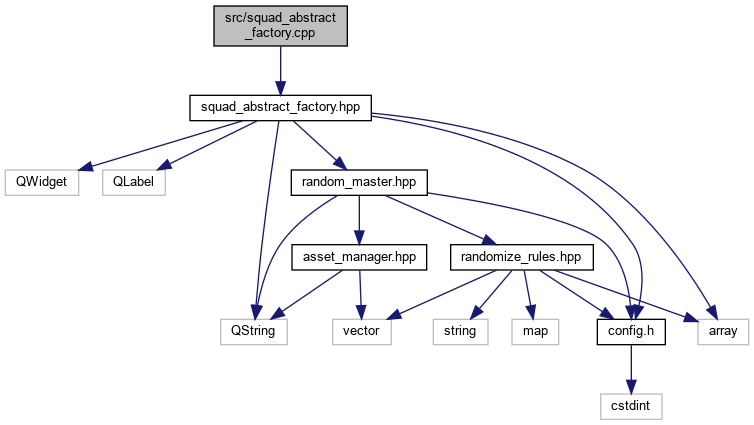 src/squad_abstract
_factory.cpp
squad_abstract_factory.hpp
QWidget
QLabel
random_master.hpp
asset_manager.hpp
randomize_rules.hpp
QString
vector
string
map
config.h
array
cstdint